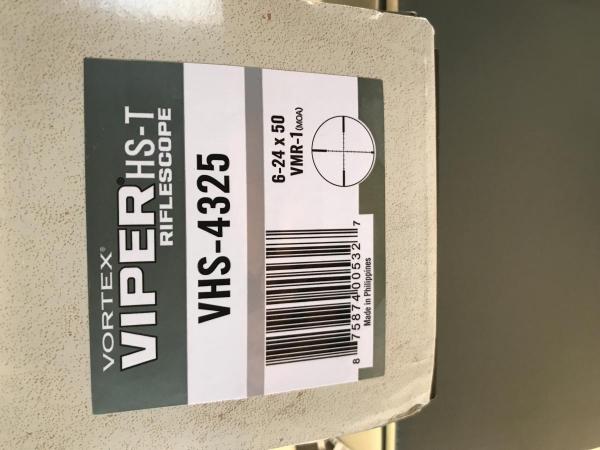 VORTEX®
VIPER® HS-T
RIFLESCOPE
VHS-4325
6-24 x 50
VMR-1 (MOA)
8 75874 00532 7
Made in Philippines